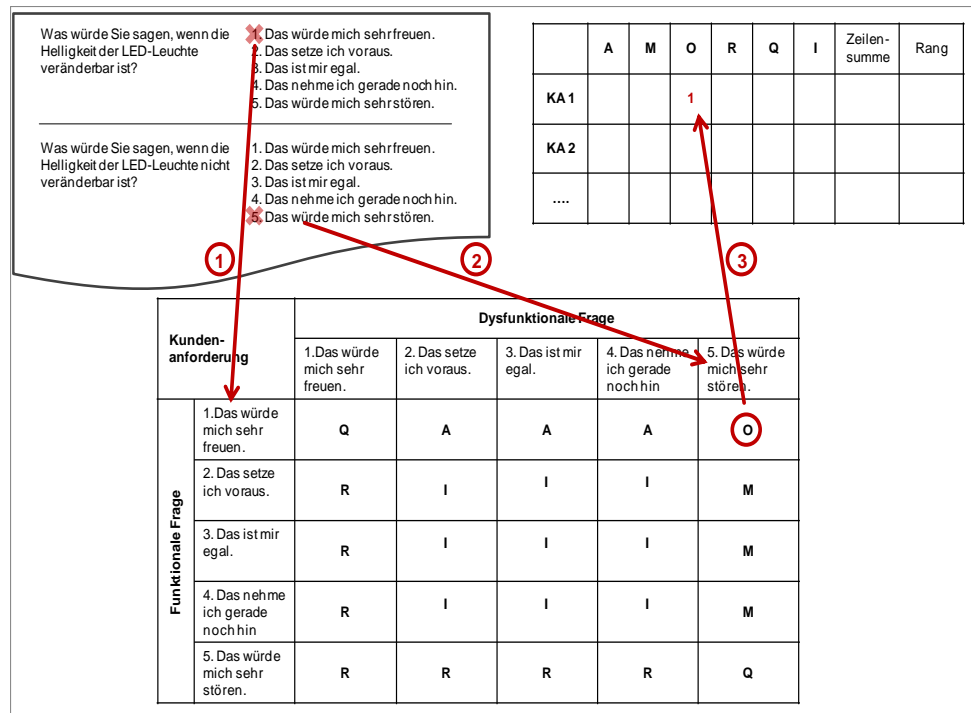 Was würde Sie sagen, wenn die
Helligkeit der LED-Leuchte
veränderbar ist?
1. Das würde mich sehr freuen.
2. Das setze ich voraus.
3. Das ist mir egal.
4. Das nehme ich gerade noch hin.
5. Das würde mich sehr stören.
Was würde Sie sagen, wenn die
Helligkeit der LED-Leuchte nicht
veränderbar ist?
1. Das würde mich sehr freuen.
2. Das setze ich voraus.
3. Das ist mir egal.
4. Das nehme ich gerade noch hin.
5. Das würde mich sehr stören.
A M O R Q I Zeilen-
summe Rang
KA 1 1
KA 2
....
1 2 3
Kunden-
anforderung
Dysfunktionale Frage
1. Das würde
mich sehr
freuen.
2. Das setze
ich voraus.
3. Das ist mir
egal.
4. Das nehme
ich gerade
noch hin
5. Das würde
mich sehr
stören.
Funktionale Frage
1. Das würde
mich sehr
freuen.
Q A A A O
2. Das setze
ich voraus.
R I I I M
3. Das ist mir
egal.
R I I I M
4. Das nehme
ich gerade
noch hin
R I I I M
5. Das würde
mich sehr
stören.
R R R R Q